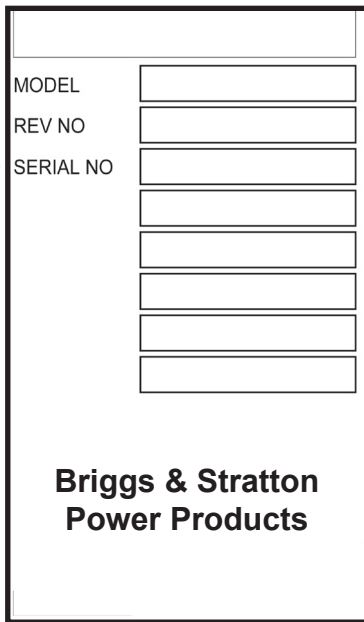 MODEL
REV NO
SERIAL NO
Briggs & Stratton
Power Products